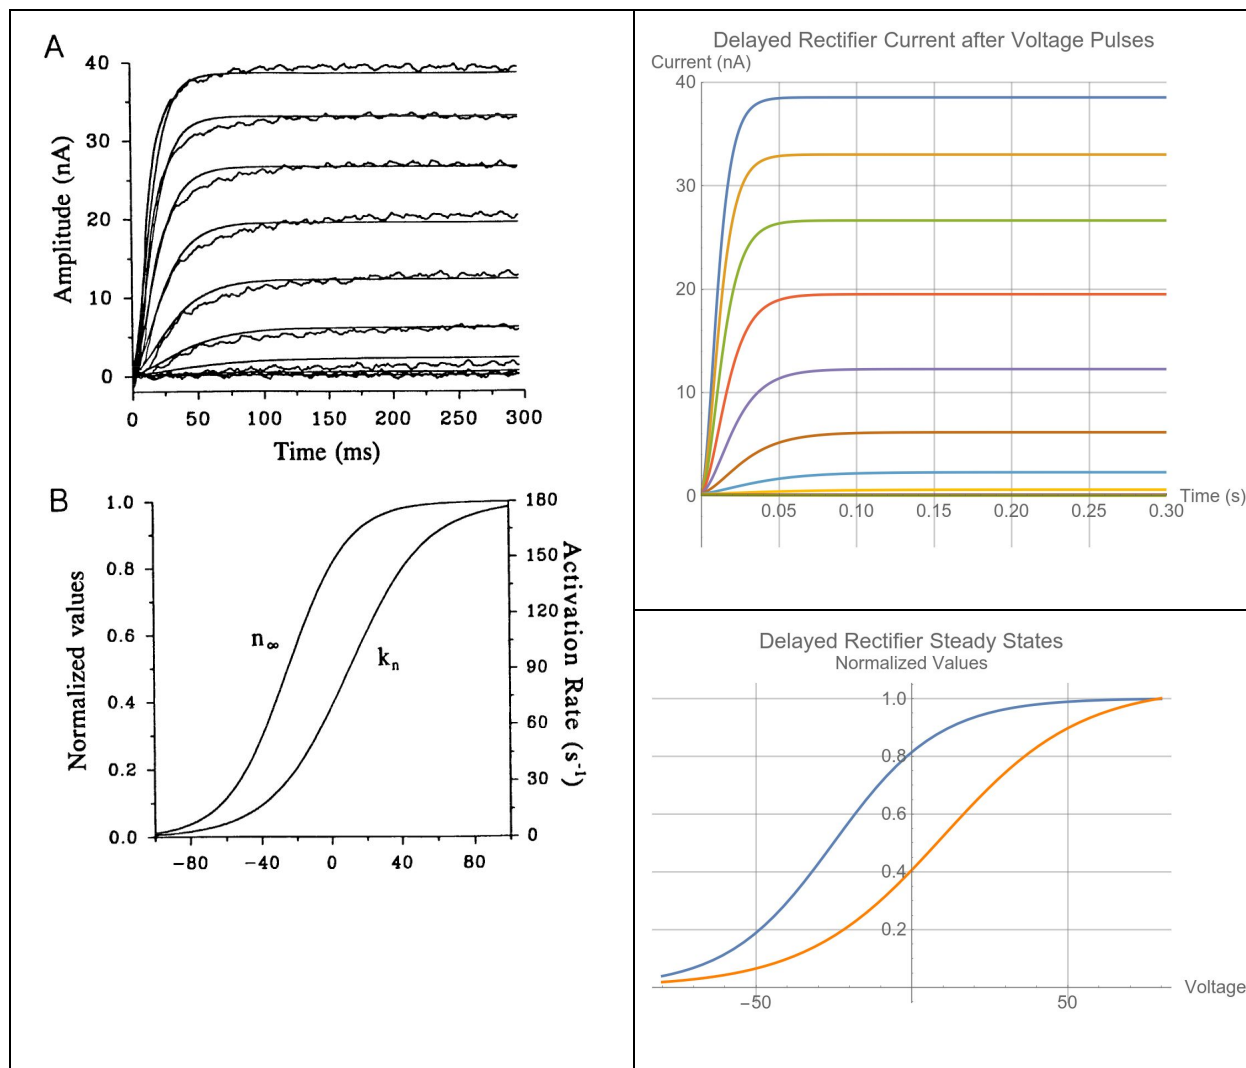 A
40
30
20
10
0
Amplitude (nA)
0 50 100 150 200 250 300
Time (ms)
B
1.0
0.8
0.6
0.4
0.2
0.0
Normalized values
n∞
kn
180
150
120
90
60
30
0
Activation Rate (s-1)
-80 -40 0 40 80
Delayed Rectifier Current after Voltage Pulses
Current (nA)
40
30
20
10
0
Time (s)
0.05 0.10 0.15 0.20 0.25 0.30
Delayed Rectifier Steady States
Normalized Values
1.0
0.8
0.6
0.4
0.2
Voltage
-50 50